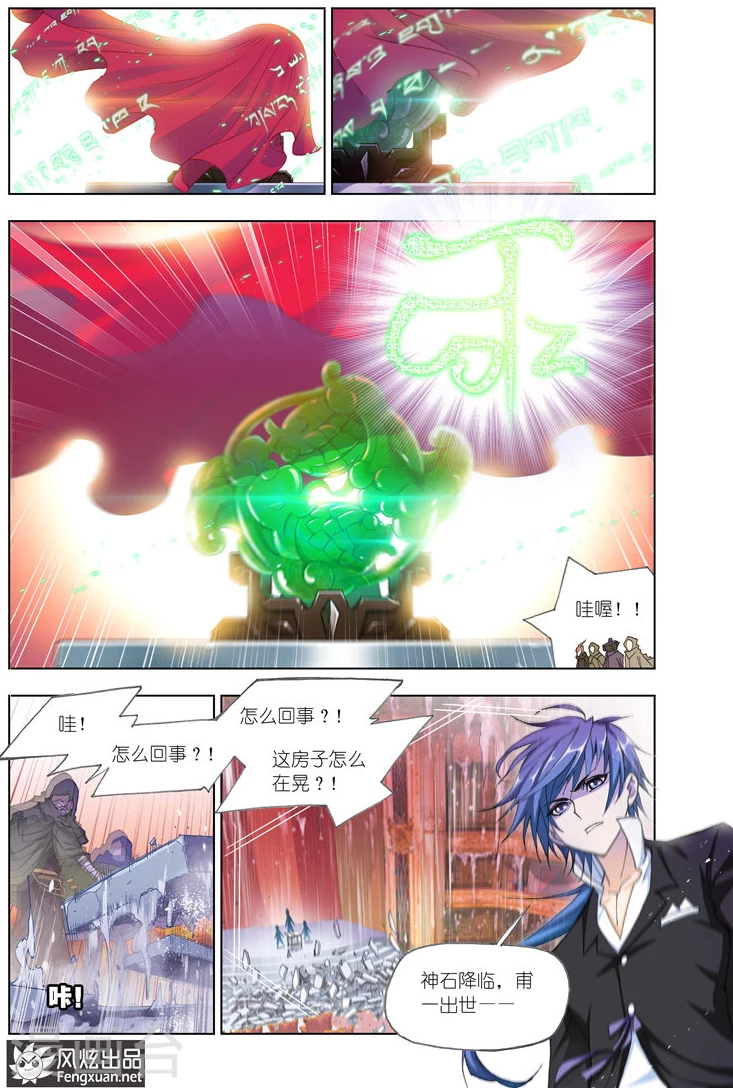 哇喔！！
哇！
怎么回事？！
怎么回事？！
这房子怎么
在晃？！
神石降临，甫
一出世——
咔！
风炫出品
Fengxuan.net